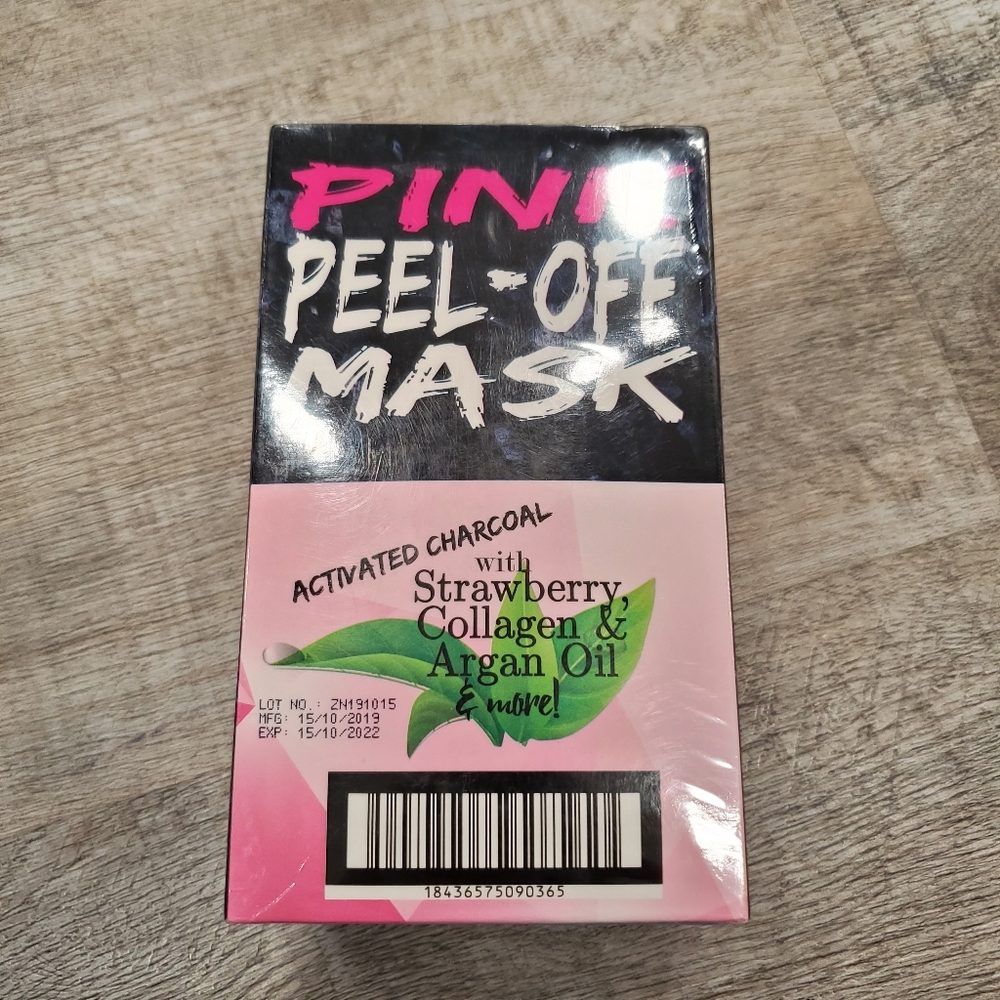 PINK
PEEL-OFF
MASK
ACTIVATED CHARCOAL
with
Strawberry,
Collagen &
Argan Oil
& more!
LOT NO.: ZN191015
MFG: 15/10/2019
EXP: 15/10/2022
18436575090365